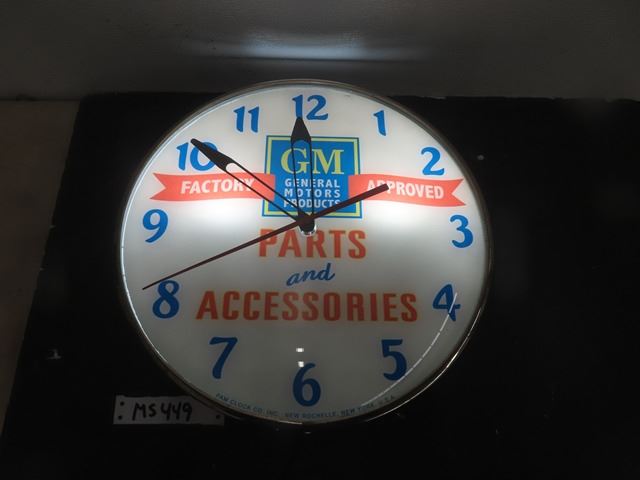 12
11
1
10
2
GM
GENERAL
MOTORS
PRODUCTS
FACTORY APPROVED
9
3
PARTS
and
ACCESSORIES
8
4
7
5
6
PAM CLOCK CO. INC. NEW ROCHELLE, NEW YORK, U.S.A.
MS449